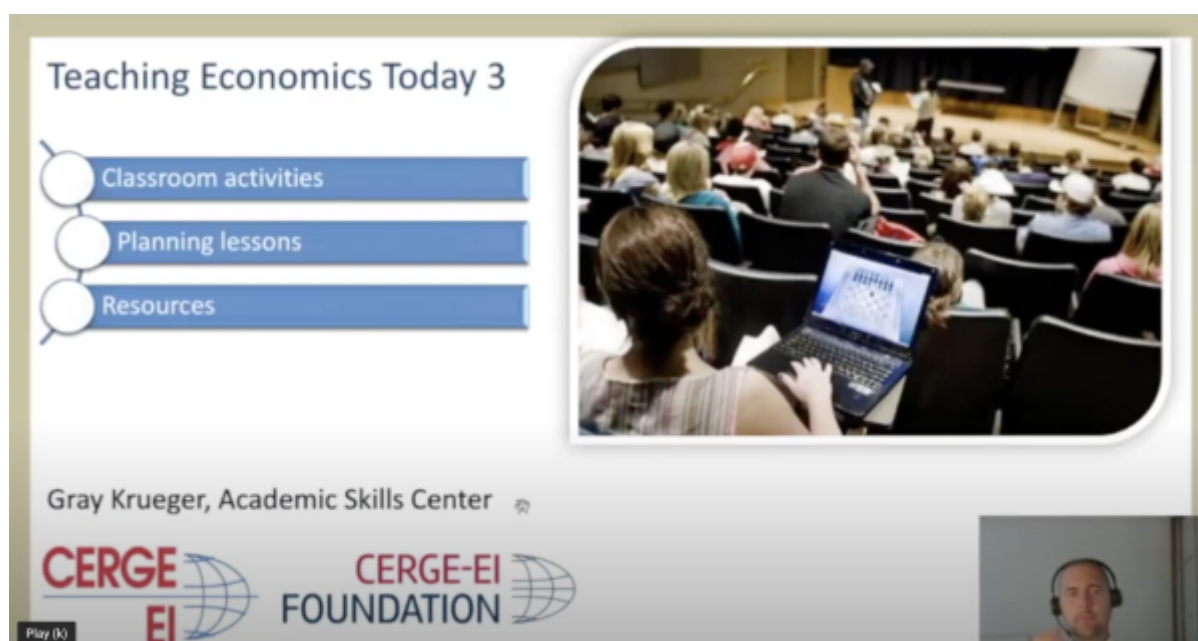 Teaching Economics Today 3
Classroom activities
Planning lessons
Resources
Gray Krueger, Academic Skills Center
CERGE
EI
CERGE-EI
FOUNDATION
Play (k)